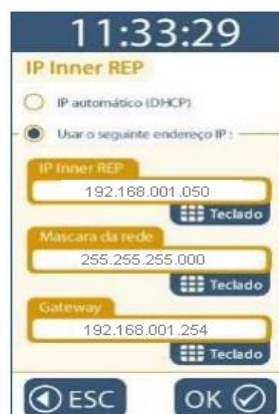 11:33:29
IP Inner REP
IP automático (DHCP)
Usar o seguinte endereço IP :
IP Inner REP
192.168.001.050
Teclado
Mascara da rede
255.255.255.000
Teclado
Gateway
192.168.001.254
Teclado
ESC OK